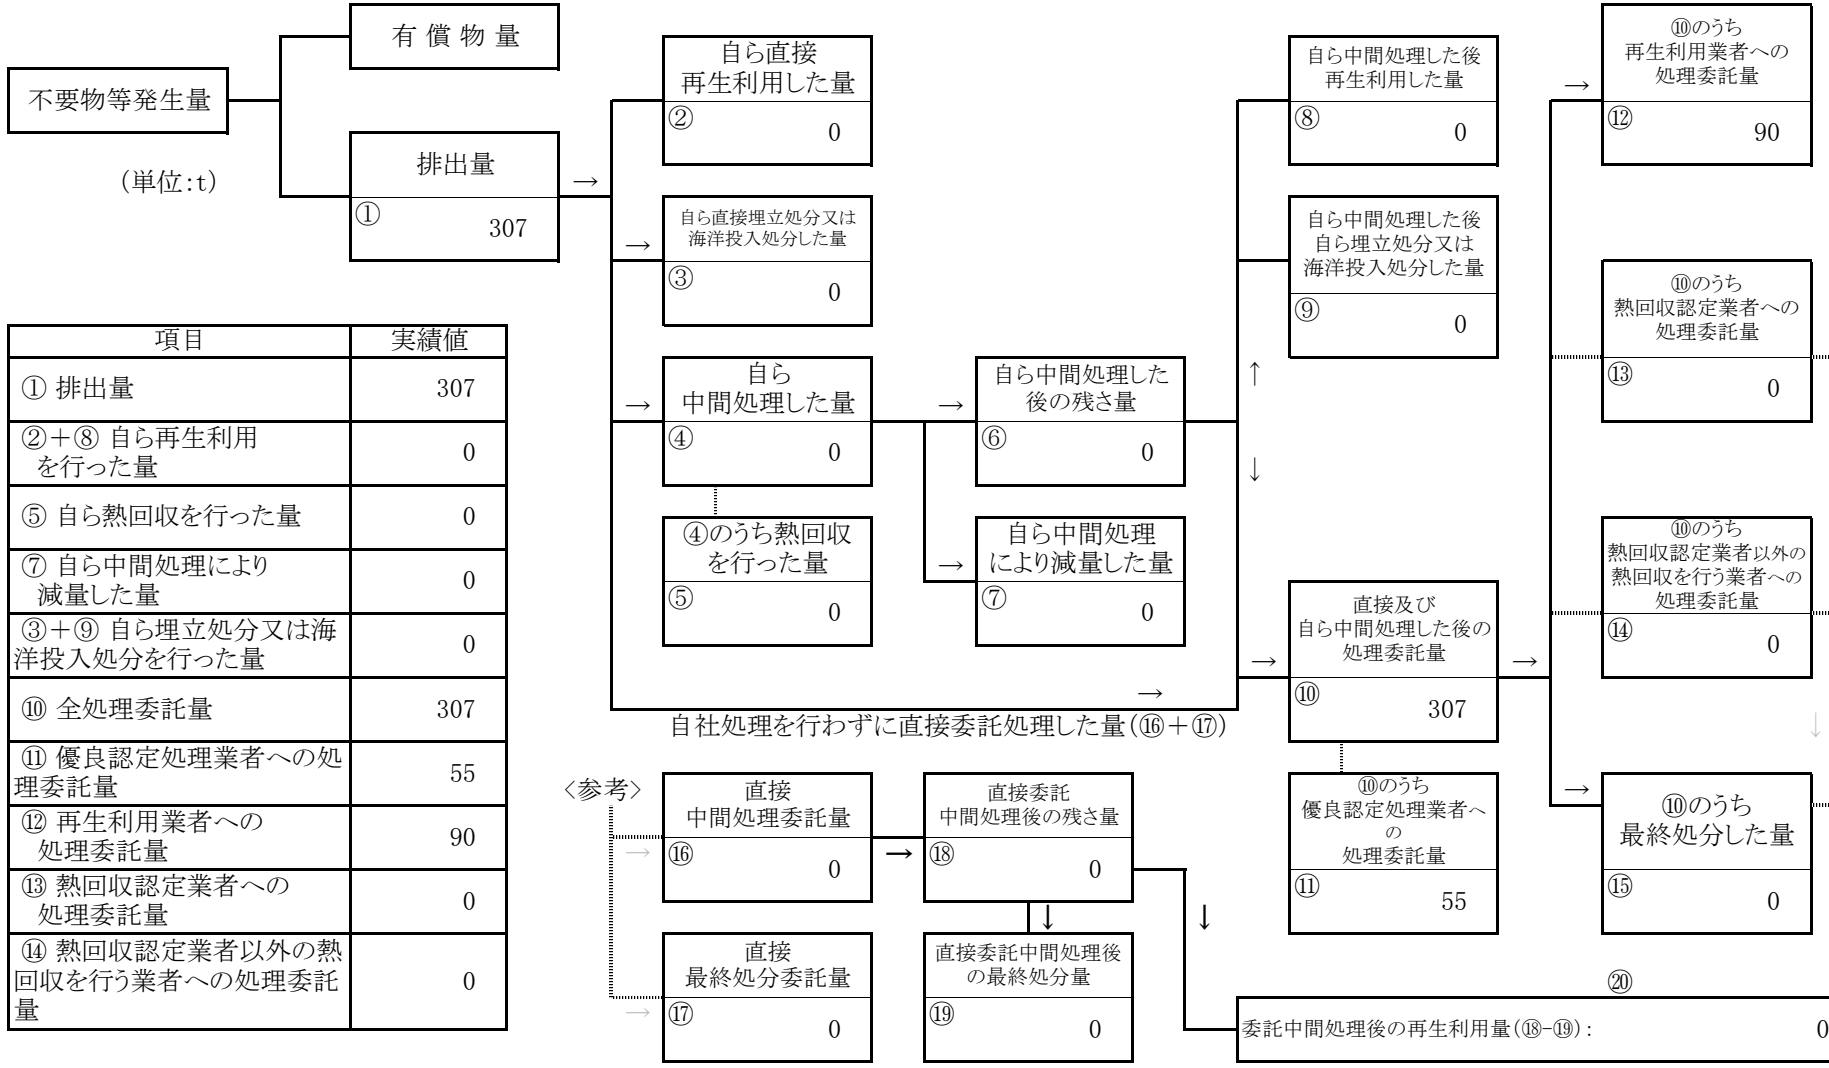 不要物等発生量
有 償 物 量
排出量
①
307
(単位:t)
→
自ら直接
再生利用した量
②
0
→
自ら直接埋立処分又は
海洋投入処分した量
③
0
→
自ら
中間処理した量
④
0
④のうち熱回収
を行った量
⑤
0
→
自ら中間処理した
後の残さ量
⑥
0
→
自ら中間処理
により減量した量
⑦
0
自ら中間処理した後
再生利用した量
⑧
0
自ら中間処理した後
自ら埋立処分又は
海洋投入処分した量
⑨
0
↑
↓
→
自社処理を行わずに直接委託処理した量(⑯+⑰)
→
直接及び
自ら中間処理した後の
処理委託量
⑩
307
⑩のうち
優良認定処理業者へ
の
処理委託量
⑪
55
→
→
⑩のうち
再生利用業者への
処理委託量
⑫
90
⑩のうち
熱回収認定業者への
処理委託量
⑬
0
⑩のうち
熱回収認定業者以外の
熱回収を行う業者への
処理委託量
⑭
0
↓
→
⑩のうち
最終処分した量
⑮
0
項目 実績値
① 排出量 307
②+⑧ 自ら再生利用
を行った量 0
⑤ 自ら熱回収を行った量 0
⑦ 自ら中間処理により
減量した量 0
③+⑨ 自ら埋立処分又は海
洋投入処分を行った量 0
⑩ 全処理委託量 307
⑪ 優良認定処理業者への処
理委託量 55
⑫ 再生利用業者への
処理委託量 90
⑬ 熱回収認定業者への
処理委託量 0
⑭ 熱回収認定業者以外の熱
回収を行う業者への処理委託
量 0
<参考>
→
直接
中間処理委託量
⑯
0
→
直接委託
中間処理後の残さ量
⑱
0
↓
↓
→
直接
最終処分委託量
⑰
0
直接委託中間処理後
の最終処分量
⑲
0
⑳
委託中間処理後の再生利用量(⑱-⑲): 0